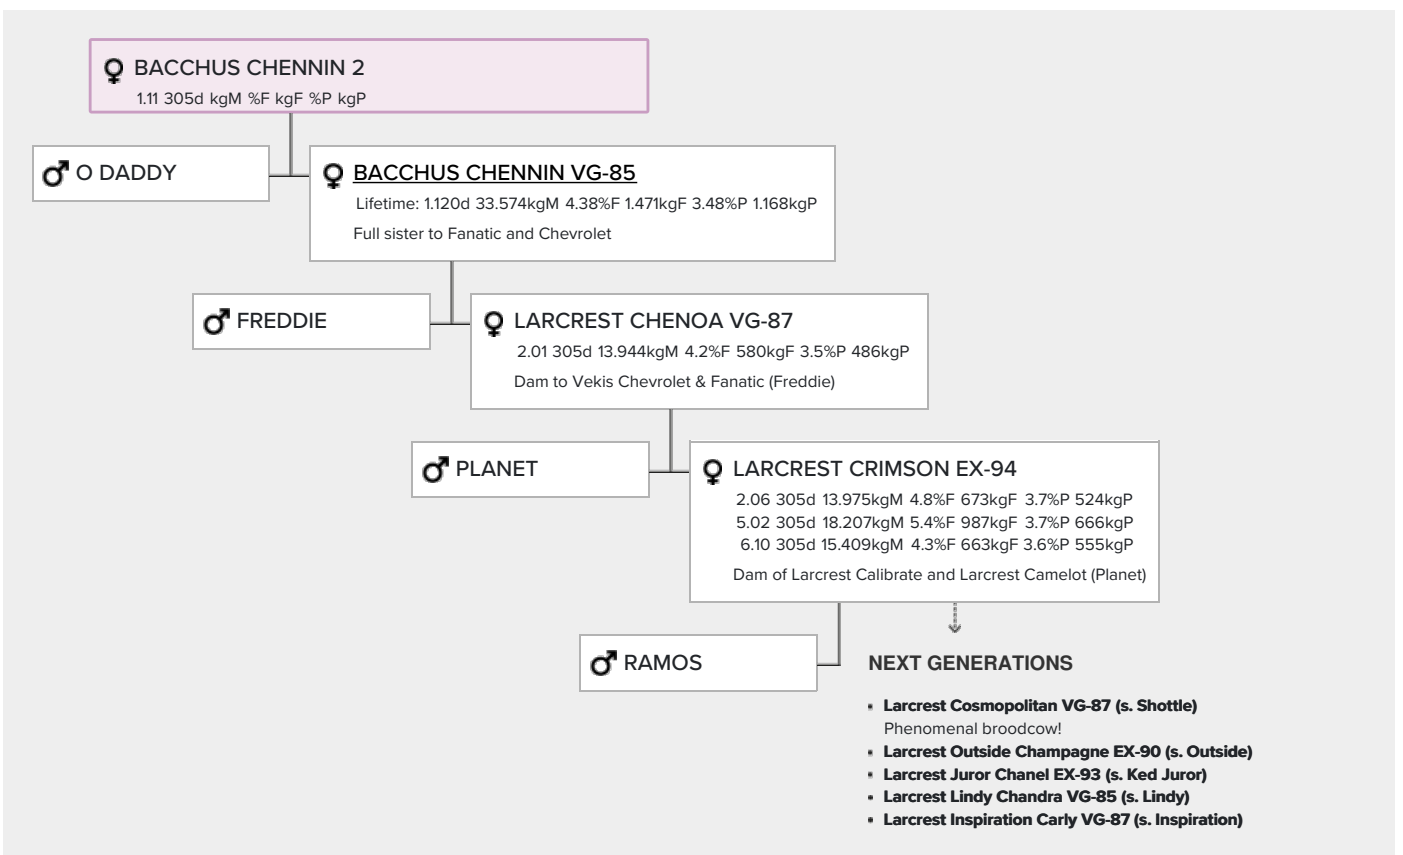 BACCHUS CHENNIN 2
1.11 305d kgM %F kgF %P kgP
O DADDY
BACCHUS CHENNIN VG-85
Lifetime: 1.120d 33.574kgM 4.38%F 1.471kgF 3.48%P 1.168kgP
Full sister to Fanatic and Chevrolet
FREDDIE
LARCREST CHENOA VG-87
2.01 305d 13.944kgM 4.2%F 580kgF 3.5%P 486kgP
Dam to Vekis Chevrolet & Fanatic (Freddie)
PLANET
LARCREST CRIMSON EX-94
2.06 305d 13.975kgM 4.8%F 673kgF 3.7%P 524kgP
5.02 305d 18.207kgM 5.4%F 987kgF 3.7%P 666kgP
6.10 305d 15.409kgM 4.3%F 663kgF 3.6%P 555kgP
Dam of Larcrest Calibrate and Larcrest Camelot (Planet)
RAMOS
NEXT GENERATIONS
Larcrest Cosmopolitan VG-87 (s. Shottle)
Phenomenal broodcow!
Larcrest Outside Champagne EX-90 (s. Outside)
Larcrest Juror Chanel EX-93 (s. Ked Juror)
Larcrest Lindy Chandra VG-85 (s. Lindy)
Larcrest Inspiration Carly VG-87 (s. Inspiration)